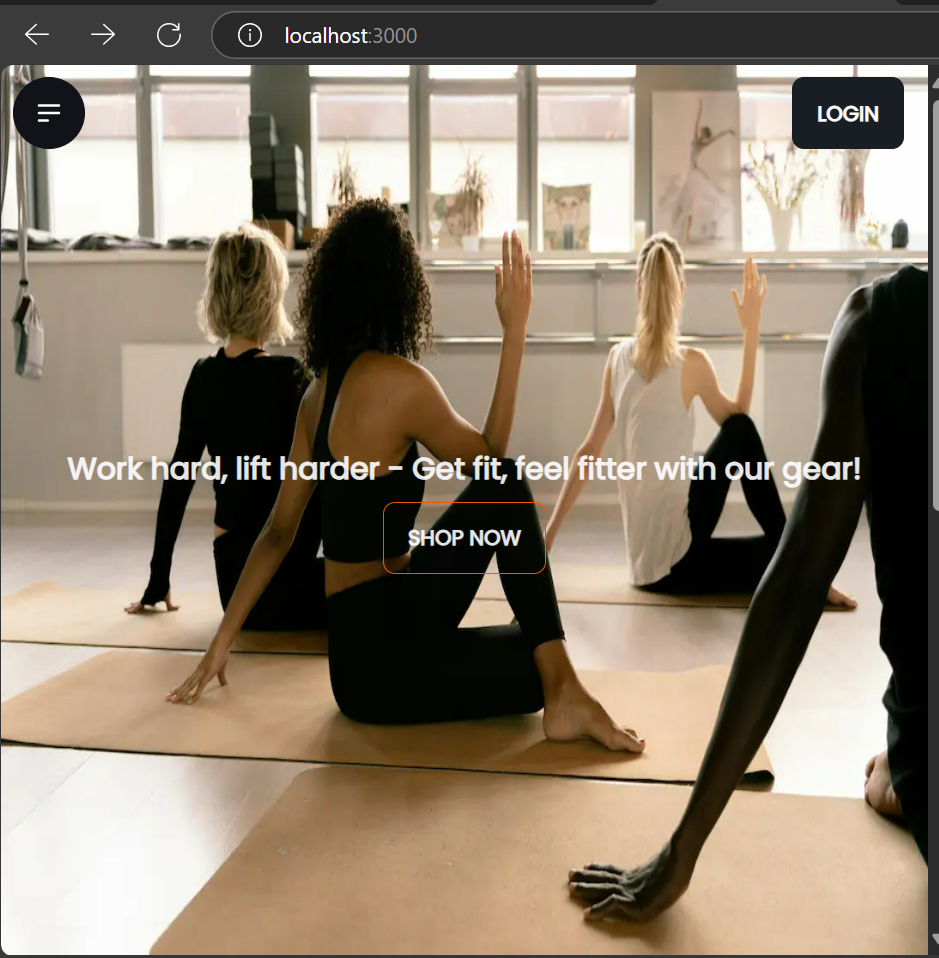 localhost:3000
LOGIN
Work hard, lift harder - Get fit, feel fitter with our gear!
SHOP NOW